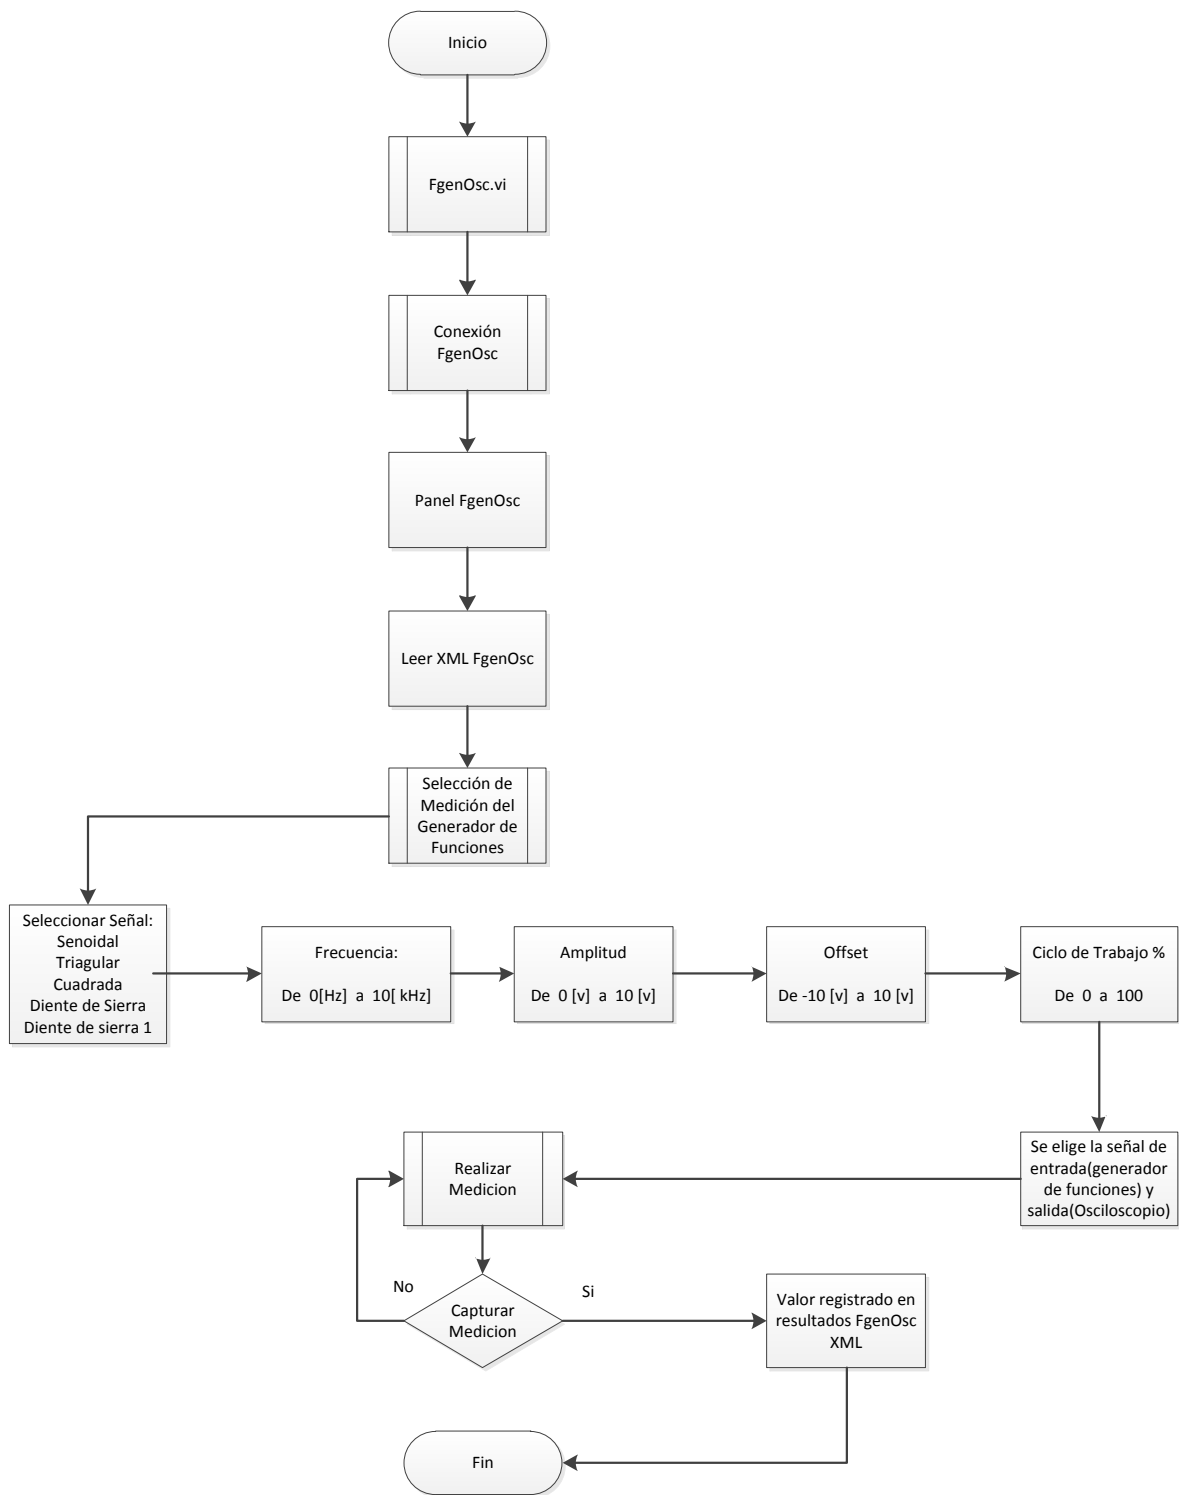 Inicio
FgenOsc.vi
Conexión
FgenOsc
Panel FgenOsc
Leer XML FgenOsc
Selección de
Medición del
Generador de
Funciones
Seleccionar Señal:
Senoidal
Triagular
Cuadrada
Diente de Sierra
Diente de sierra 1
Frecuencia:
De 0[Hz] a 10[ kHz]
Amplitud
De 0 [v] a 10 [v]
Offset
De -10 [v] a 10 [v]
Ciclo de Trabajo %
De 0 a 100
Se elige la señal de
entrada(generador
de funciones) y
salida(Osciloscopio)
Realizar
Medicion
No
Capturar
Medicion
Si
Valor registrado en
resultados FgenOsc
XML
Fin